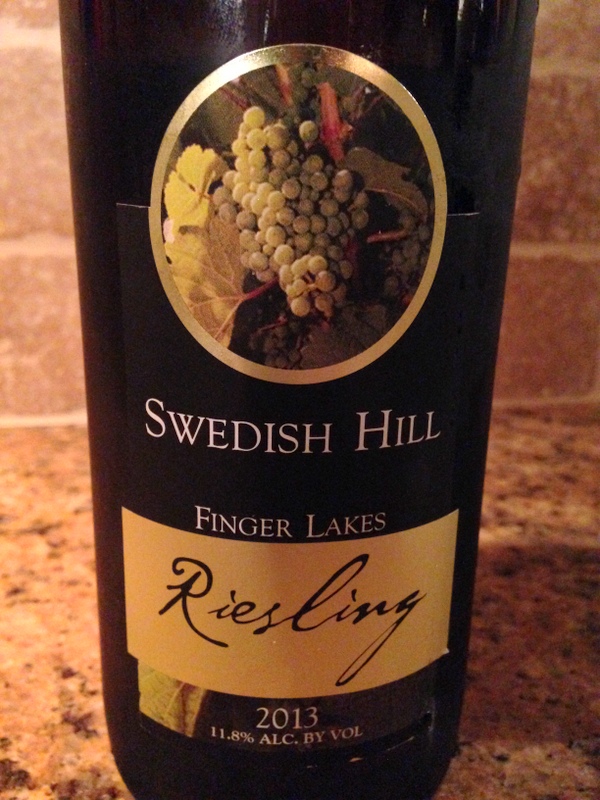 Swedish Hill
Finger Lakes
Riesling
2013
11.8% ALC. BY VOL